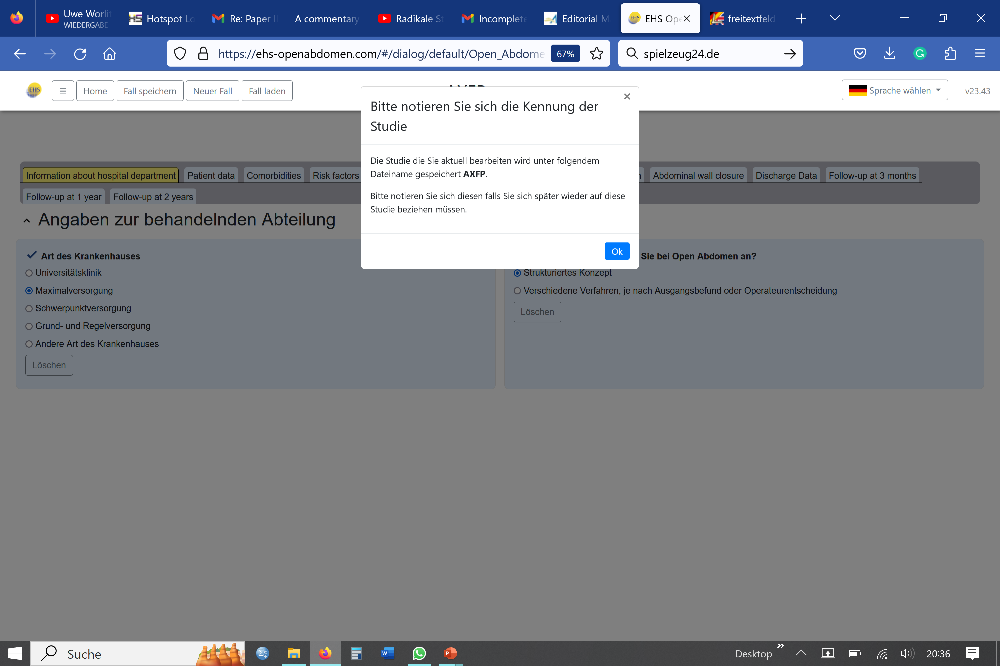 Uwe Worlit
WIEDERGABE
Hotspot Lo
Re: Paper I
A commentary
Radikale St
Incomplete
Editorial M
EHS Ope
freitextfeld
https://ehs-openabdomen.com/#/dialog/default/Open_Abdome
67%
spielzeug24.de
EHS
Home
Fall speichern
Neuer Fall
Fall laden
Sprache wählen
v23.43
Bitte notieren Sie sich die Kennung der
Studie
Die Studie die Sie aktuell bearbeiten wird unter folgendem
Dateiname gespeichert AXFP.
Bitte notieren Sie sich diesen falls Sie sich später wieder auf diese
Studie beziehen müssen.
Ok
Information about hospital department
Patient data
Comorbidities
Risk factors
Abdominal wall closure
Discharge Data
Follow-up at 3 months
Follow-up at 1 year
Follow-up at 2 years
Angaben zur behandelnden Abteilung
Art des Krankenhauses
Universitätsklinik
Maximalversorgung
Schwerpunktversorgung
Grund- und Regelversorgung
Andere Art des Krankenhauses
Löschen
Sie bei Open Abdomen an?
Strukturiertes Konzept
Verschiedene Verfahren, je nach Ausgangsbefund oder Operateurentscheidung
Löschen
Suche
Desktop
20:36